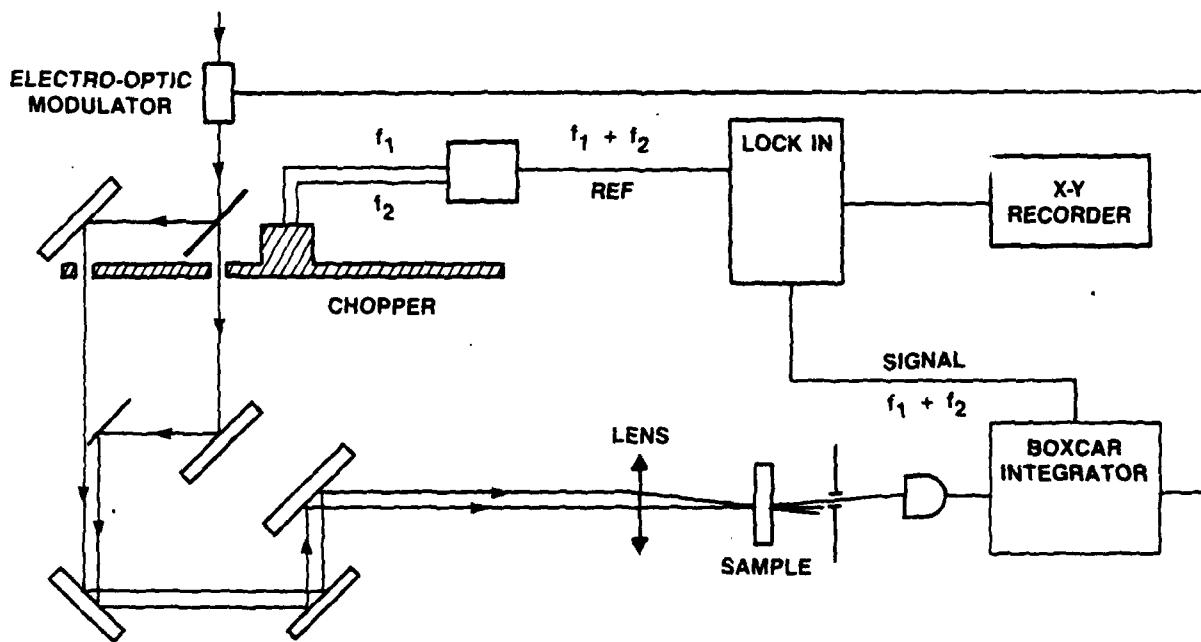 ELECTRO-OPTIC
MODULATOR
f₁
f₂
f₁ + f₂
REF
LOCK IN
X-Y
RECORDER
CHOPPER
SIGNAL
f₁ + f₂
LENS
BOXCAR
INTEGRATOR
SAMPLE